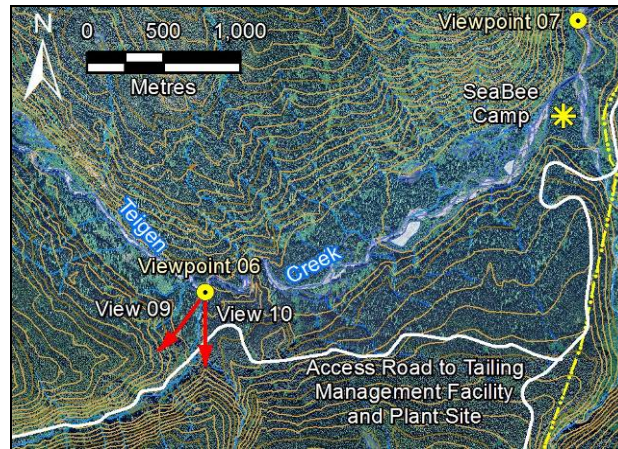 N
0 500 1,000
Metres
Viewpoint 07
SeaBee
Camp
Teigen
Creek
Viewpoint 06
View 09
View 10
Access Road to Tailing
Management Facility
and Plant Site